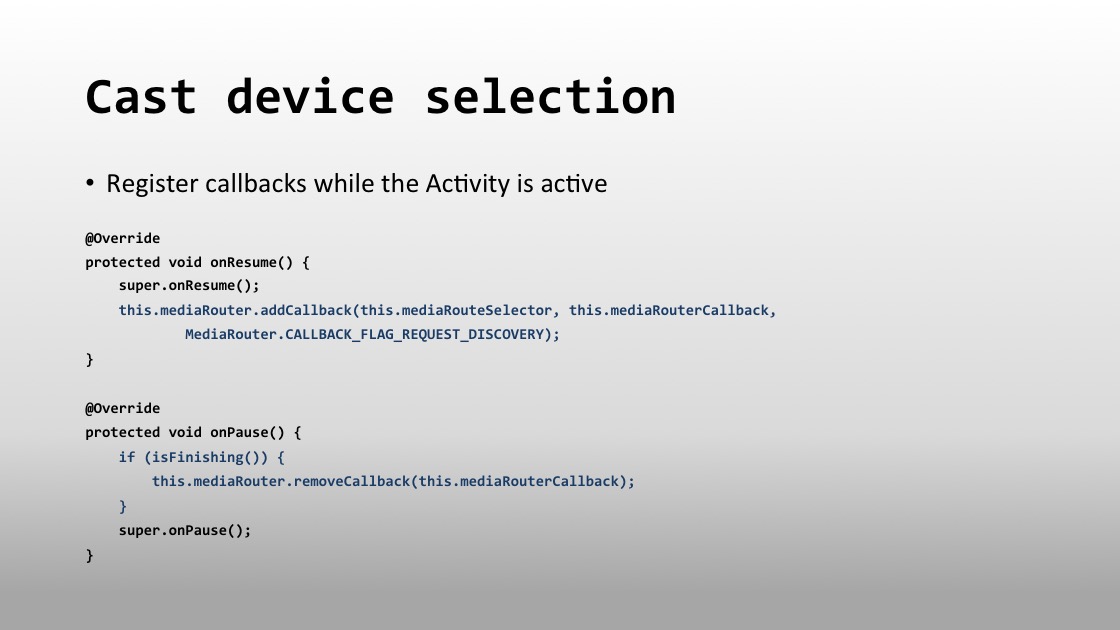 Cast device selection
• Register callbacks while the Activity is active
@Override
protected void onResume() {
    super.onResume();
    this.mediaRouter.addCallback(this.mediaRouteSelector, this.mediaRouterCallback,
            MediaRouter.CALLBACK_FLAG_REQUEST_DISCOVERY);
}
@Override
protected void onPause() {
    if (isFinishing()) {
        this.mediaRouter.removeCallback(this.mediaRouterCallback);
    }
    super.onPause();
}